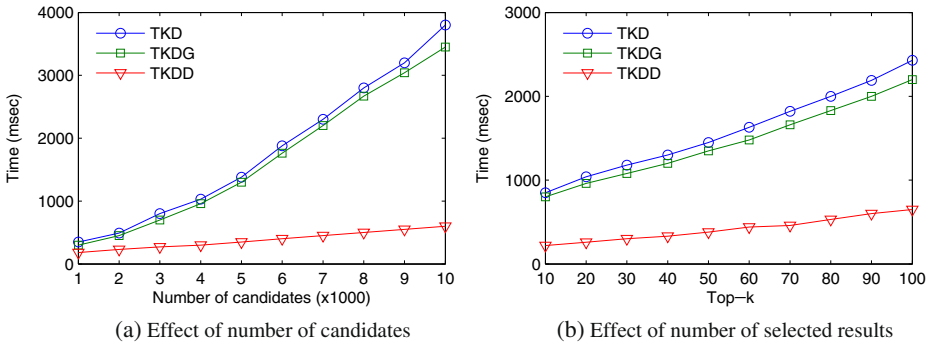 4000
3000
2000
1000
0
Time (msec)
TKD
TKDG
TKDD
1 2 3 4 5 6 7 8 9 10
Number of candidates (x1000)
(a) Effect of number of candidates
3000
2000
1000
0
Time (msec)
TKD
TKDG
TKDD
10 20 30 40 50 60 70 80 90 100
Top−k
(b) Effect of number of selected results